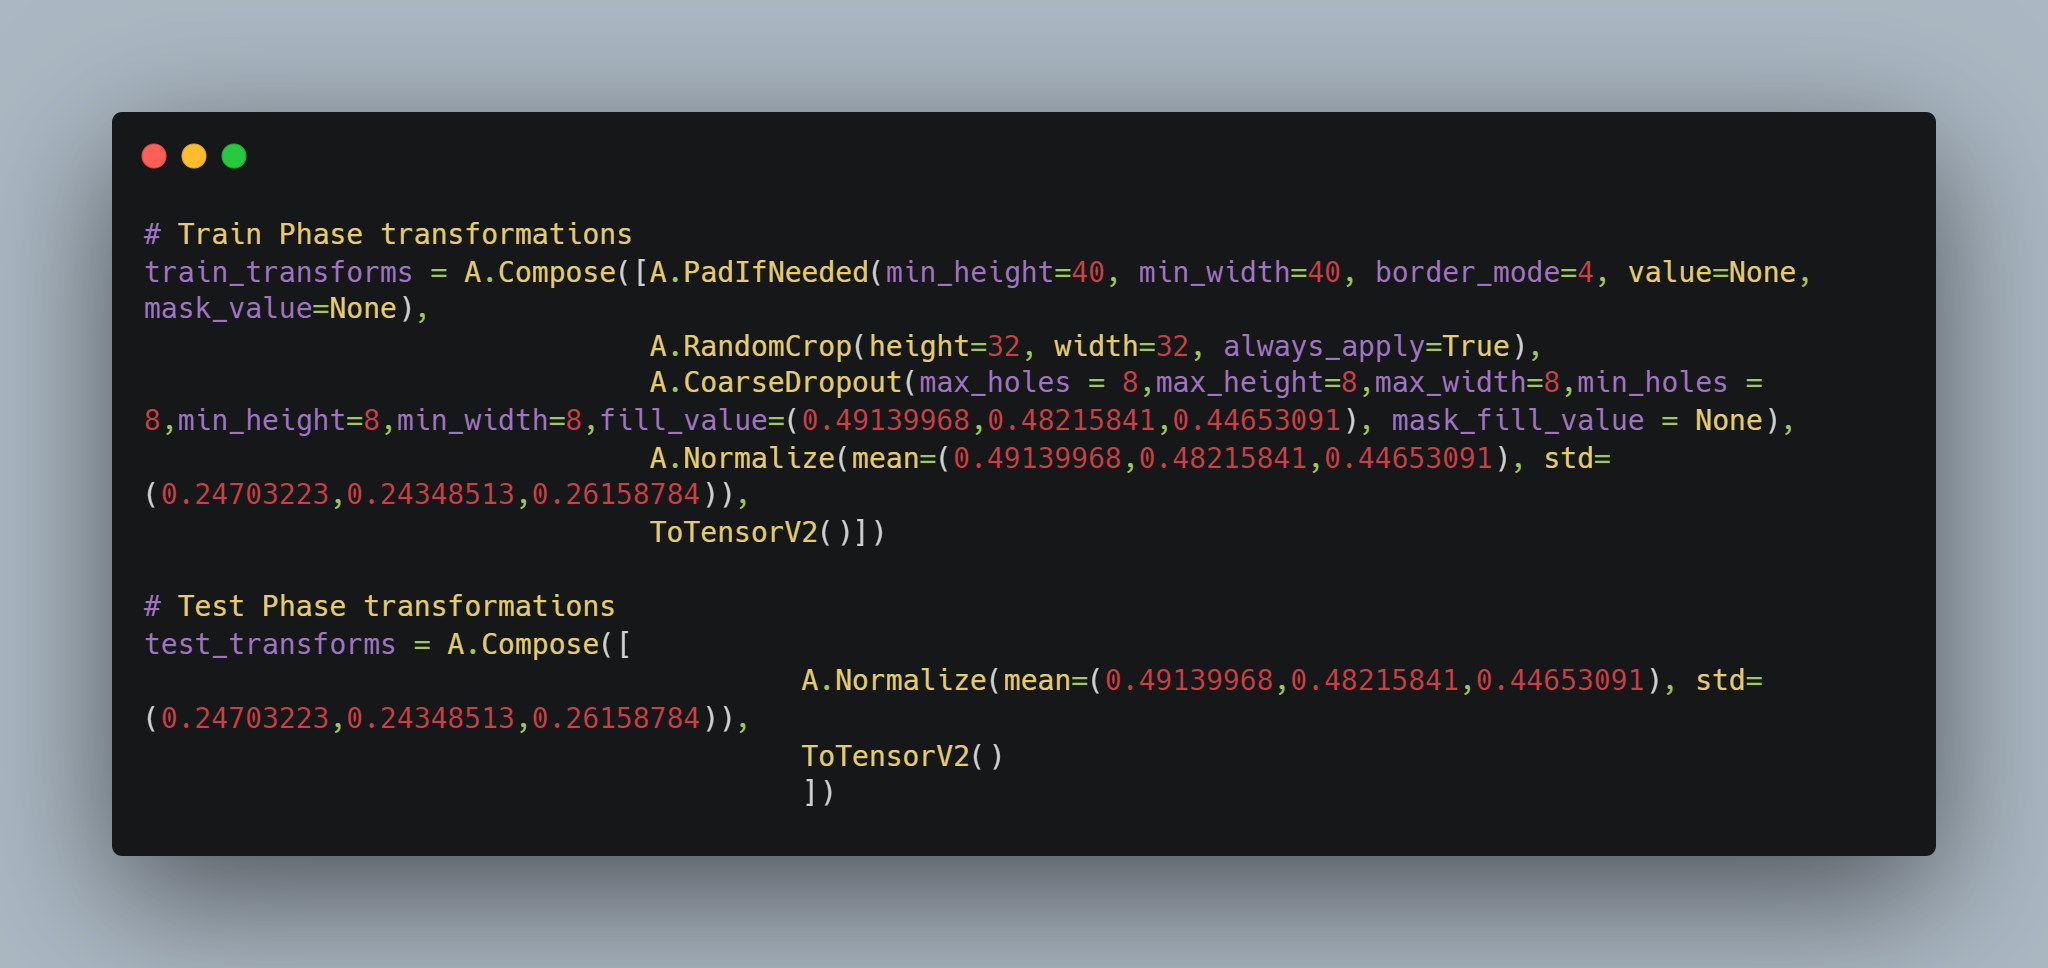 # Train Phase transformations
train_transforms = A.Compose([A.PadIfNeeded(min_height=40, min_width=40, border_mode=4, value=None,
mask_value=None),
A.RandomCrop(height=32, width=32, always_apply=True),
A.CoarseDropout(max_holes = 8,max_height=8,max_width=8,min_holes =
8,min_height=8,min_width=8,fill_value=(0.49139968,0.48215841,0.44653091), mask_fill_value = None),
A.Normalize(mean=(0.49139968,0.48215841,0.44653091), std=
(0.24703223,0.24348513,0.26158784)),
ToTensorV2()])
# Test Phase transformations
test_transforms = A.Compose([
A.Normalize(mean=(0.49139968,0.48215841,0.44653091), std=
(0.24703223,0.24348513,0.26158784)),
ToTensorV2()
])